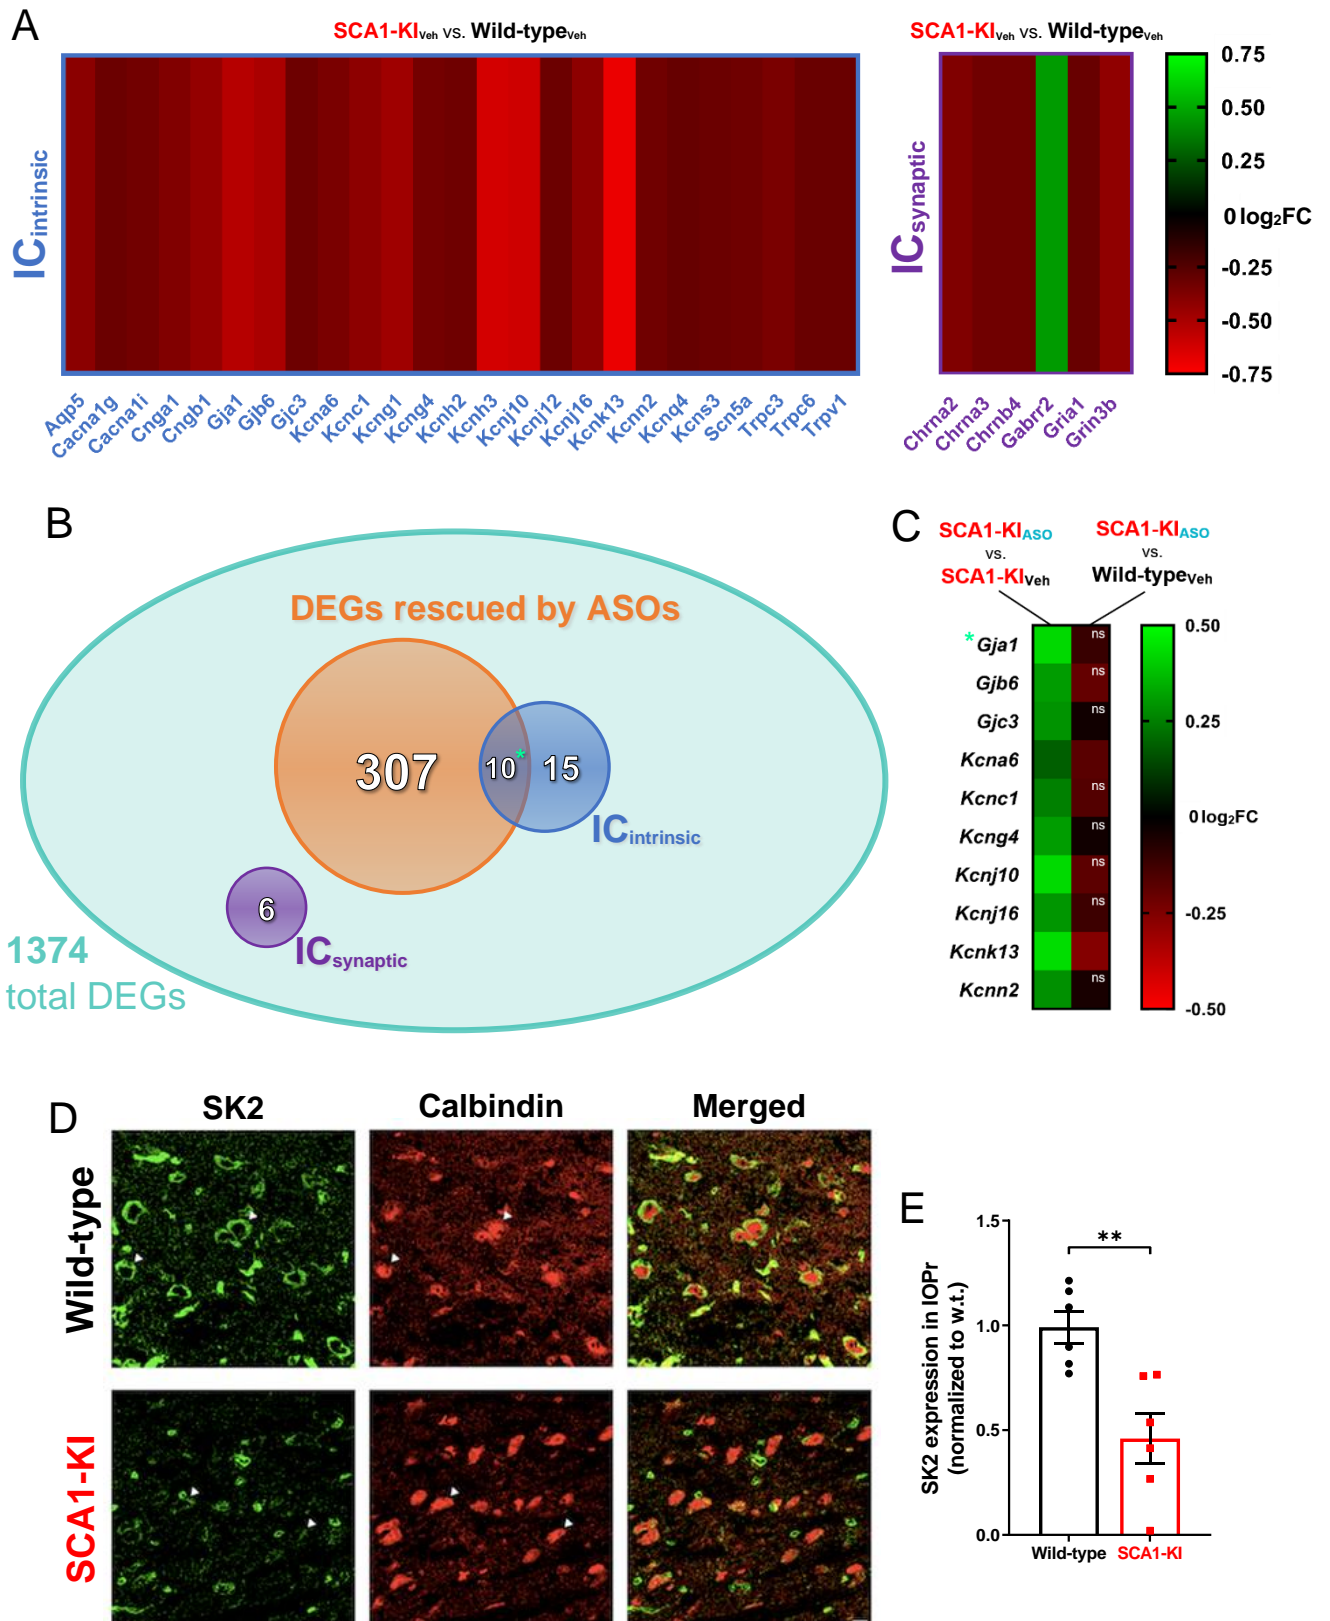 A
SCA1-KIVeh vs. Wild-typeVeh
SCA1-KIVeh vs. Wild-typeVeh
ICintrinsic
ICsynaptic
0.75
0.50
0.25
0 log2FC
-0.25
-0.50
-0.75
Aqp5
Cacna1g
Cacna1i
Cnga1
Cngb1
Gja1
Gjb6
Gjc3
Kcna6
Kcnc1
Kcng1
Kcng4
Kcnh2
Kcnh3
Kcnj10
Kcnj12
Kcnj16
Kcnk13
Kcnn2
Kcnq4
Kcns3
Scn5a
Trpc3
Trpc6
Trpv1
Chrna2
Chrna3
Chrnb4
Gabrr2
Gria1
Grin3b
B
DEGs rescued by ASOs
307
10*
15
ICintrinsic
6
ICsynaptic
1374
total DEGs
C
SCA1-KIASO
vs.
SCA1-KIVeh
SCA1-KIASO
vs.
Wild-typeVeh
*Gja1
ns
Gjb6
ns
Gjc3
ns
Kcna6
Kcnc1
ns
Kcng4
ns
Kcnj10
ns
Kcnj16
ns
Kcnk13
Kcnn2
ns
0.50
0.25
0 log2FC
-0.25
-0.50
D
SK2
Calbindin
Merged
Wild-type
SCA1-KI
E
SK2 expression in IOPr
(normalized to w.t.)
1.5
1.0
0.5
0.0
**
Wild-type
SCA1-KI